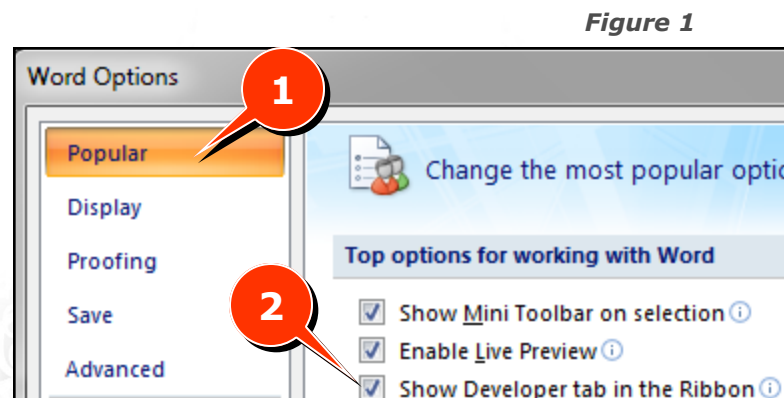 Figure 1
Word Options
1
Popular
Change the most popular
Display
Top options for working with Word
Proofing
2
Save
Show Mini Toolbar on selection
Enable Live Preview
Advanced
Show Developer tab in the Ribbon